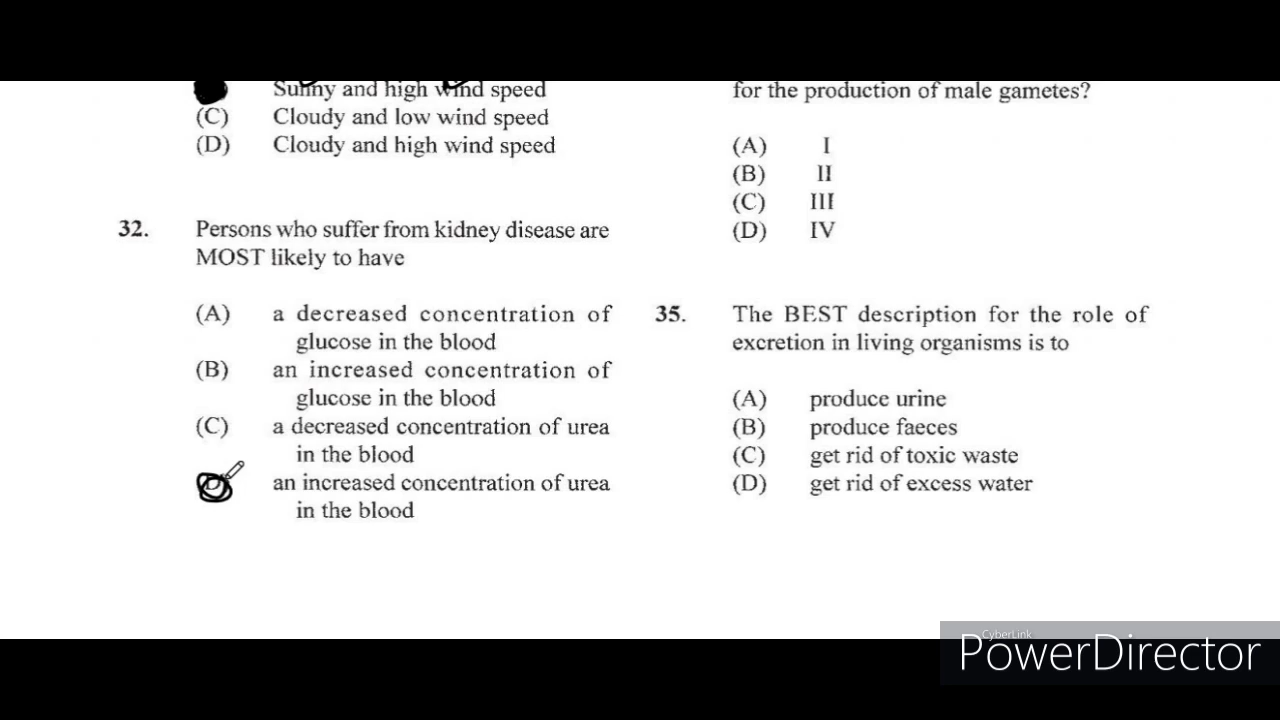 Sunny and high wind speed
(C) Cloudy and low wind speed
(D) Cloudy and high wind speed
32. Persons who suffer from kidney disease are
MOST likely to have
(A) a decreased concentration of
glucose in the blood
(B) an increased concentration of
glucose in the blood
(C) a decreased concentration of urea
in the blood
(D) an increased concentration of urea
in the blood
for the production of male gametes?
(A) I
(B) II
(C) III
(D) IV
35. The BEST description for the role of
excretion in living organisms is to
(A) produce urine
(B) produce faeces
(C) get rid of toxic waste
(D) get rid of excess water
CyberLink
PowerDirector